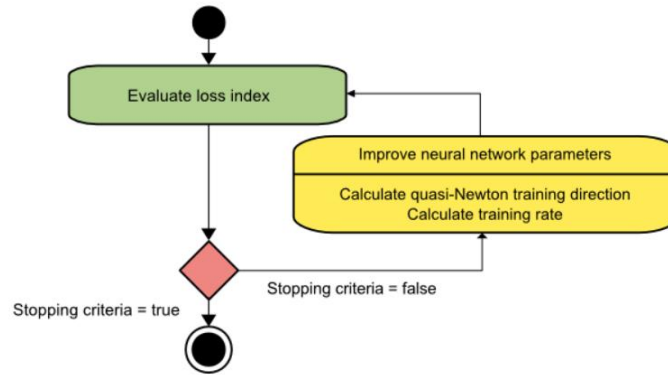 Evaluate loss index
Improve neural network parameters
Calculate quasi-Newton training direction
Calculate training rate
Stopping criteria = false
Stopping criteria = true